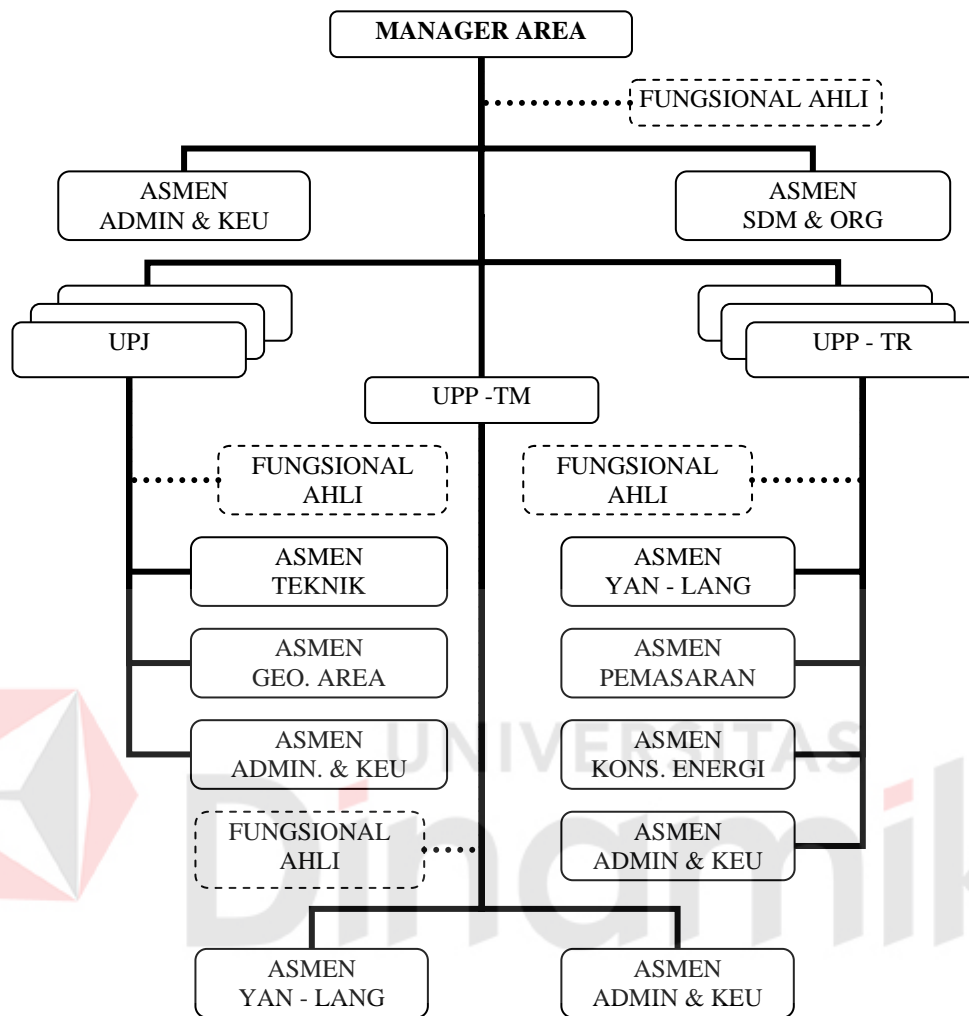 MANAGER AREA
FUNGSIONAL AHLI
ASMEN
ADMIN & KEU
ASMEN
SDM & ORG
UPJ
UPP - TR
UPP -TM
FUNGSIONAL
AHLI
FUNGSIONAL
AHLI
ASMEN
TEKNIK
ASMEN
YAN - LANG
ASMEN
GEO. AREA
ASMEN
PEMASARAN
ASMEN
ADMIN. & KEU
ASMEN
KONS. ENERGI
FUNGSIONAL
AHLI
ASMEN
ADMIN & KEU
ASMEN
YAN - LANG
ASMEN
ADMIN & KEU
UNIVERSITAS
Dinamik